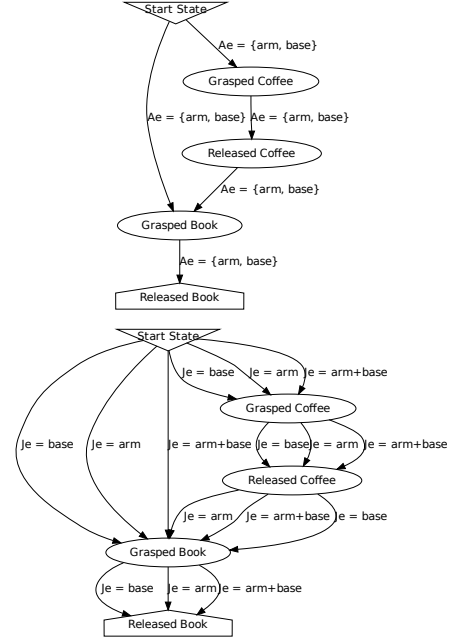 Start State
Ae = {arm, base}
Grasped Coffee
Ae = {arm, base} Ae = {arm, base}
Released Coffee
Ae = {arm, base}
Grasped Book
Ae = {arm, base}
Released Book
Start State
Je = base Je = arm Je = arm+base
Grasped Coffee
Je = base Je = arm Je = arm+base Je = base Je = arm Je = arm+base
Released Coffee
Je = arm Je = arm+base Je = base
Grasped Book
Je = base Je = arm Je = arm+base
Released Book